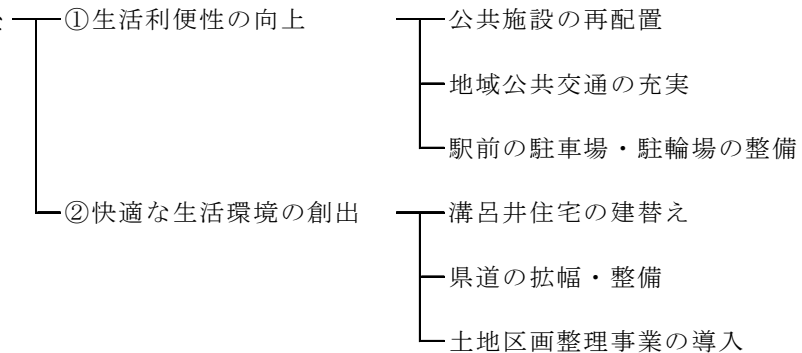 ①生活利便性の向上
公共施設の再配置
地域公共交通の充実
駅前の駐車場・駐輪場の整備
②快適な生活環境の創出
溝呂井住宅の建替え
県道の拡幅・整備
土地区画整理事業の導入